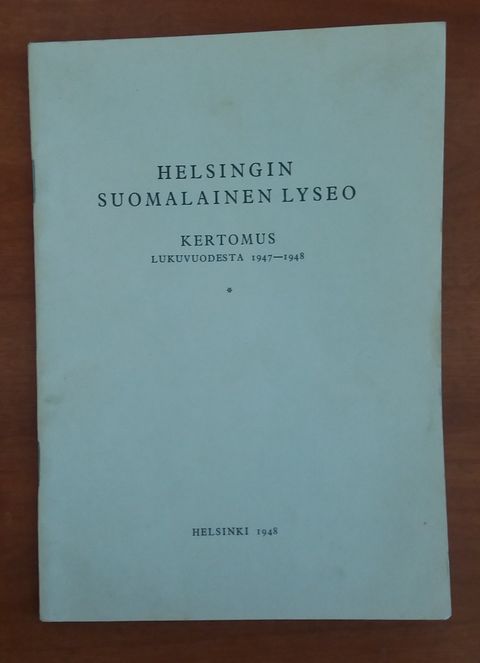 HELSINGIN
SUOMALAINEN LYSEO
KERTOMUS
LUKUVUODESTA 1947—1948
*
HELSINKI 1948